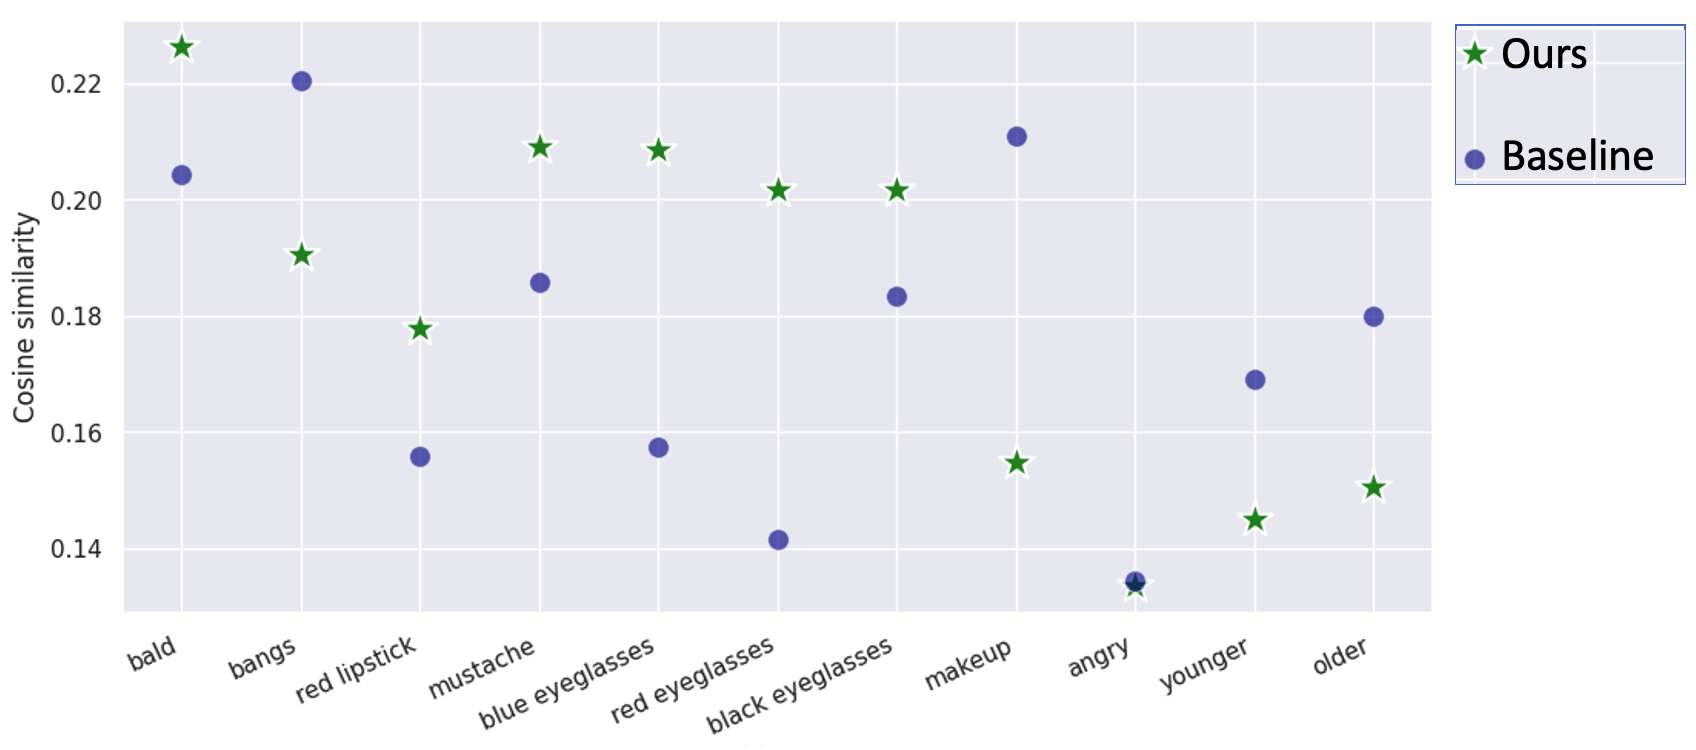 Ours
Baseline
Cosine similarity
0.22
0.20
0.18
0.16
0.14
bald
bangs
red lipstick
mustache
blue eyeglasses
red eyeglasses
black eyeglasses
makeup
angry
younger
older